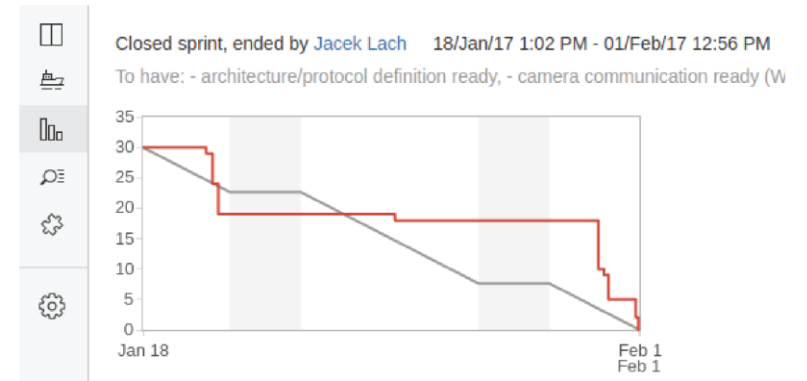 Closed sprint, ended by Jacek Lach 18/Jan/17 1:02 PM - 01/Feb/17 12:56 PM
To have: - architecture/protocol definition ready, - camera communication ready (W
35
30
25
20
15
10
5
0
Jan 18
Feb 1
Feb 1